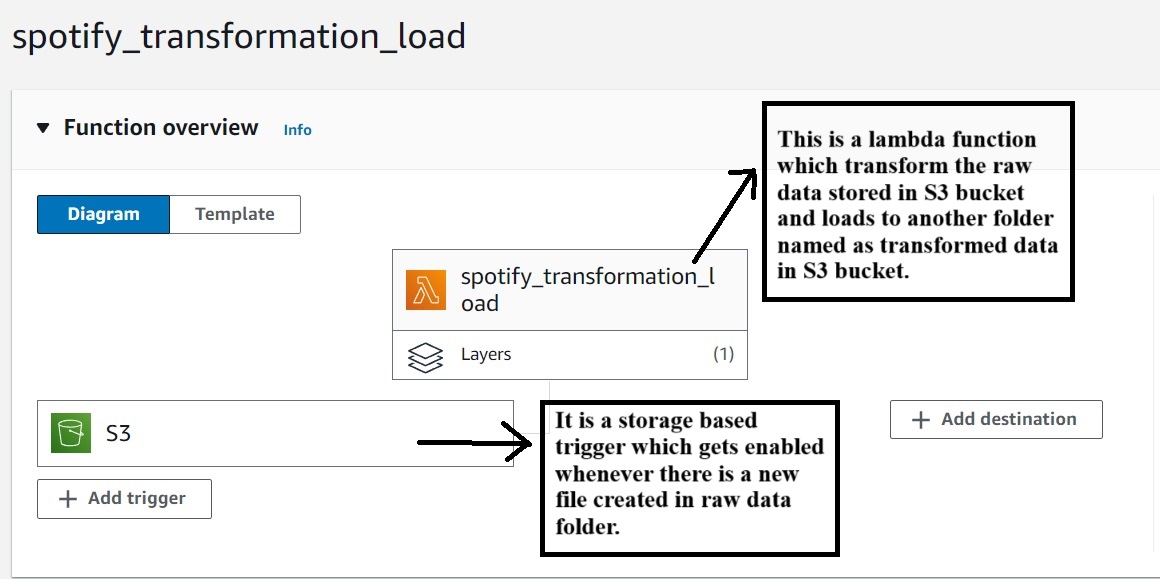 spotify_transformation_load
Function overview
Info
Diagram
Template
This is a lambda function
which transform the raw
data stored in S3 bucket
and loads to another folder
named as transformed data
in S3 bucket.
spotify_transformation_l
oad
Layers
(1)
S3
It is a storage based
trigger which gets enabled
whenever there is a new
file created in raw data
folder.
+ Add destination
+ Add trigger